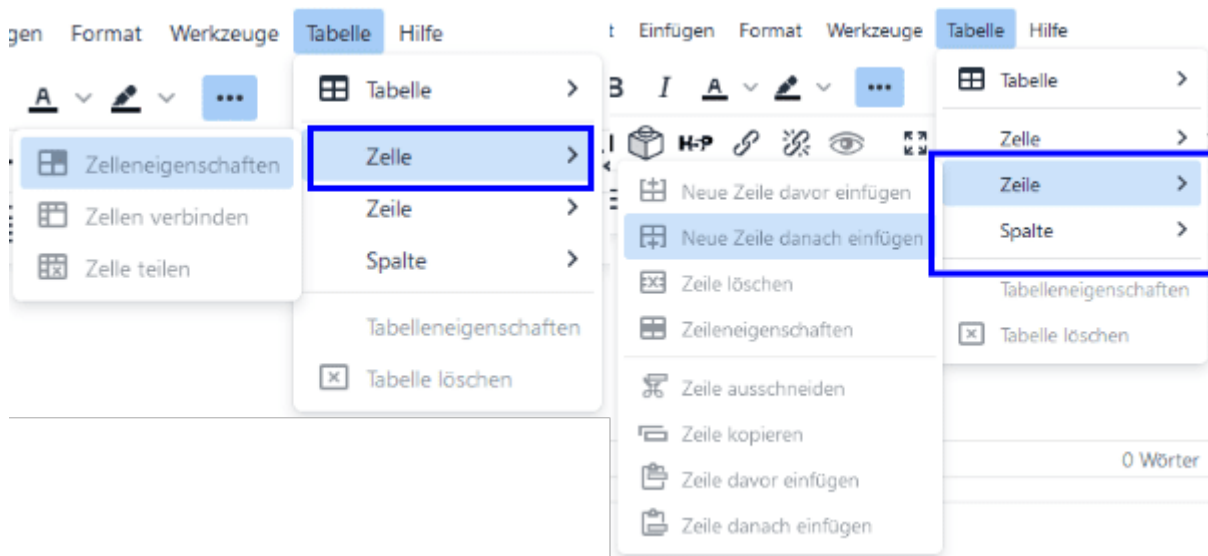 gen Format Werkzeuge Tabelle Hilfe
A
Tabelle
Zelle
Zeile
Spalte
Tabelleneigenschaften
Tabelle löschen
Zelleneigenschaften
Zellen verbinden
Zelle teilen
t Einfügen Format Werkzeuge Tabelle Hilfe
B I A
H-P
Tabelle
Zelle
Zeile
Spalte
Tabelleneigenschaften
Tabelle löschen
Neue Zeile davor einfügen
Neue Zeile danach einfügen
Zeile löschen
Zeileneigenschaften
Zeile ausschneiden
Zeile kopieren
Zeile davor einfügen
Zeile danach einfügen
0 Wörter